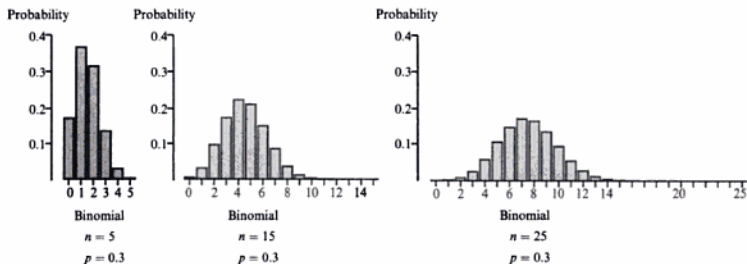 Probability
0.4
0.3
0.2
0.1
0 1 2 3 4 5
Binomial
n = 5
p = 0.3
Probability
0.4
0.3
0.2
0.1
0 2 4 6 8 10 12 14
Binomial
n = 15
p = 0.3
Probability
0.4
0.3
0.2
0.1
0 2 4 6 8 10 12 14 20 25
Binomial
n = 25
p = 0.3